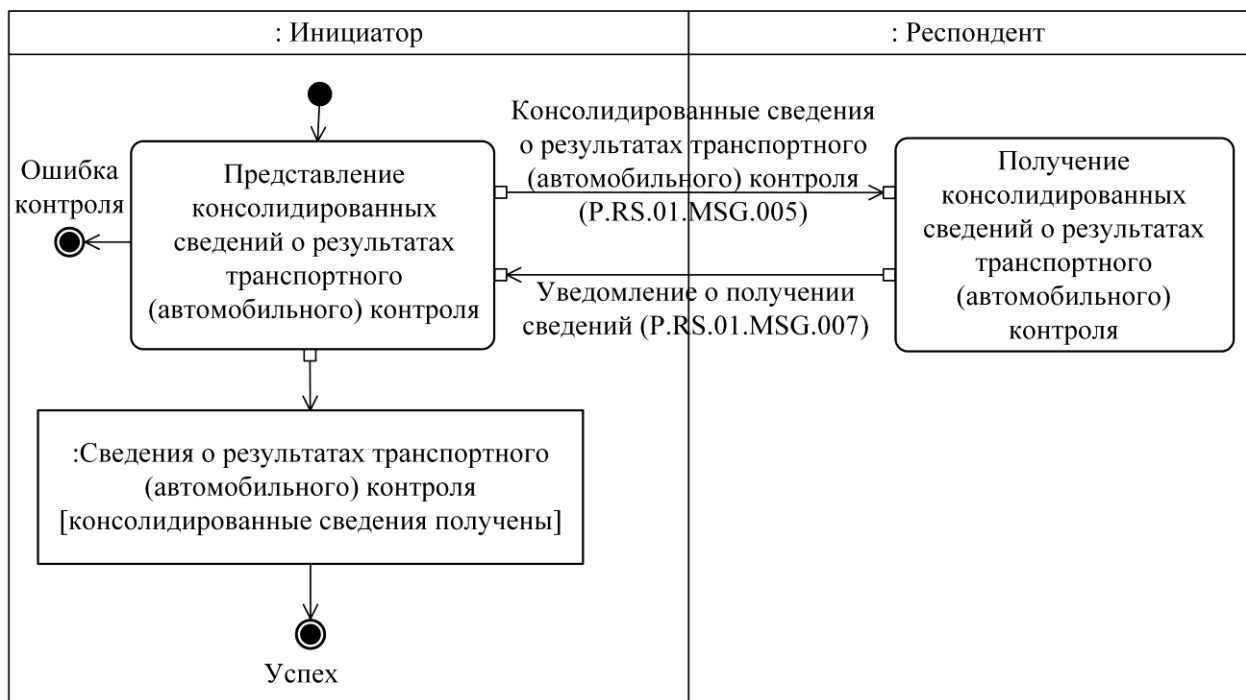 : Инициатор
: Респондент
Консолидированные сведения
о результатах транспортного
(автомобильного) контроля
(P.RS.01.MSG.005)
Ошибка
контроля
Представление
консолидированных
сведений о результатах
транспортного
(автомобильного) контроля
Получение
консолидированных
сведений о результатах
транспортного
(автомобильного)
контроля
Уведомление о получении
сведений (P.RS.01.MSG.007)
:Сведения о результатах транспортного
(автомобильного) контроля
[консолидированные сведения получены]
Успех